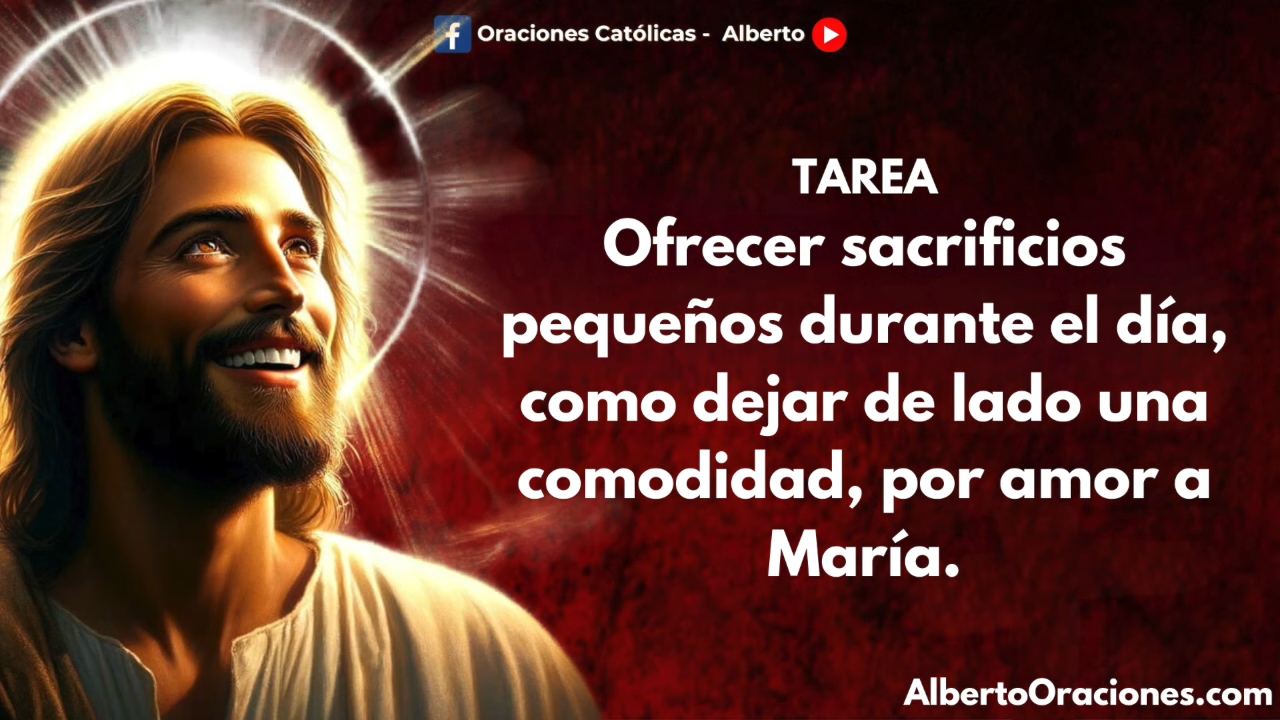 Oraciones Católicas - Alberto
TAREA
Ofrecer sacrificios
pequeños durante el día,
como dejar de lado una
comodidad, por amor a
María.
AlbertoOraciones.com